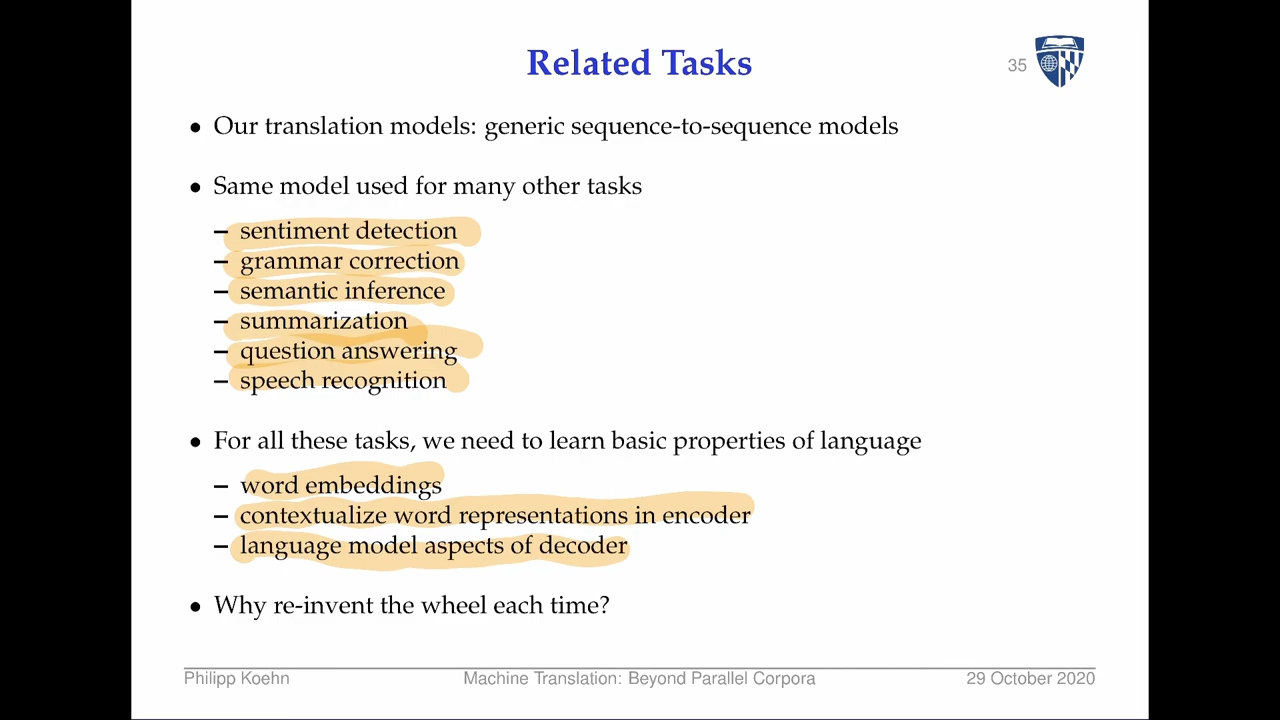 Related Tasks
35
• Our translation models: generic sequence-to-sequence models
• Same model used for many other tasks
– sentiment detection
– grammar correction
– semantic inference
– summarization
– question answering
– speech recognition
• For all these tasks, we need to learn basic properties of language
– word embeddings
– contextualize word representations in encoder
– language model aspects of decoder
• Why re-invent the wheel each time?
Philipp Koehn Machine Translation: Beyond Parallel Corpora 29 October 2020